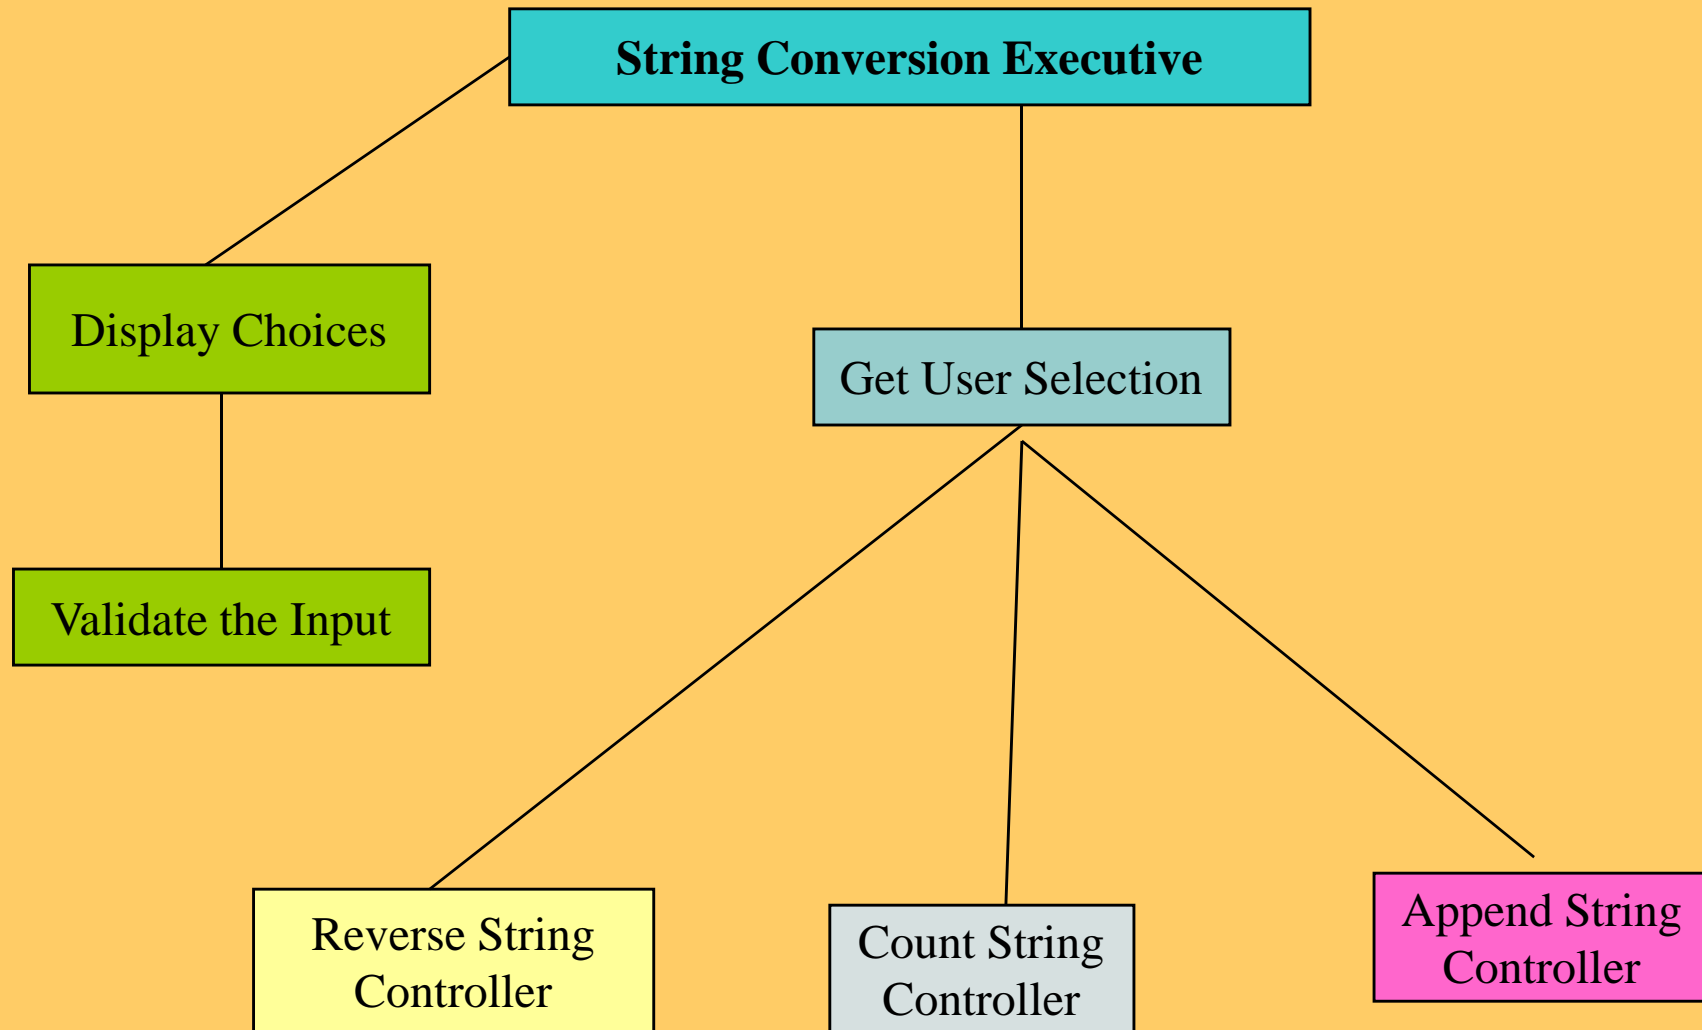 String Conversion Executive
Display Choices
Get User Selection
Validate the Input
Reverse String
Controller
Count String
Controller
Append String
Controller